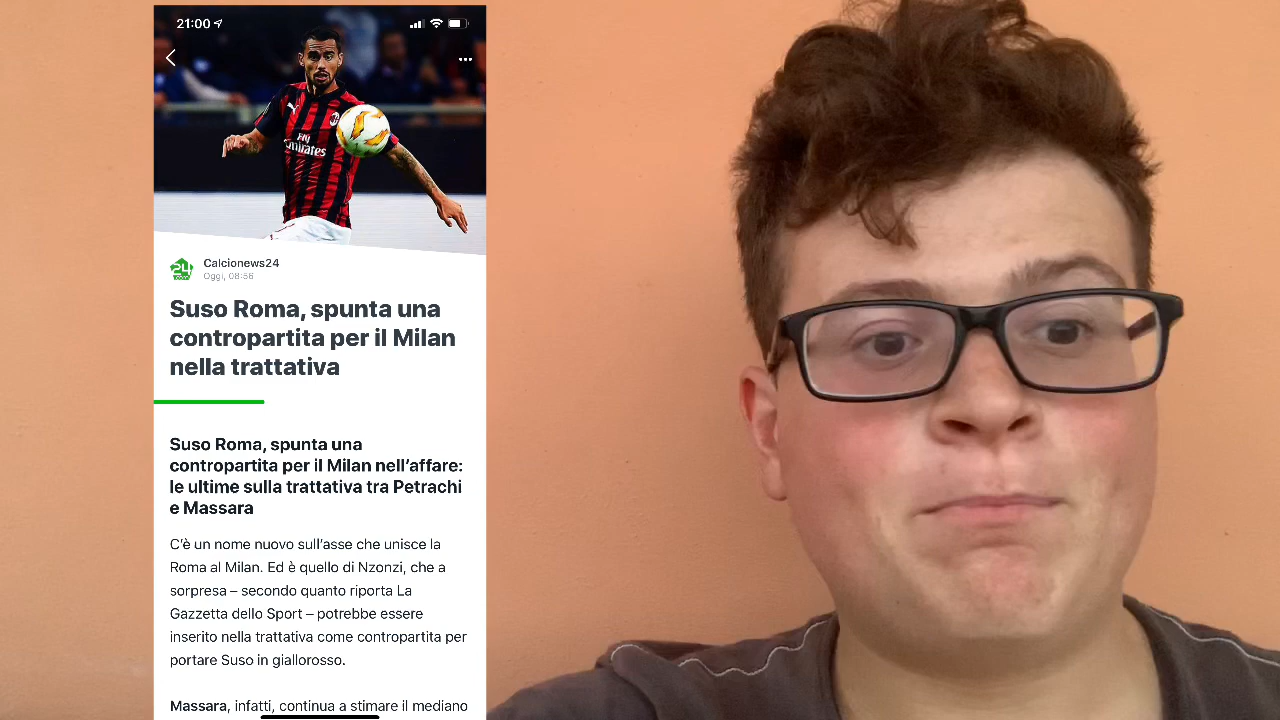 21:00
Fly
Emirates
24
Calcionews24
Oggi, 08:56
Suso Roma, spunta una
contropartita per il Milan
nella trattativa
Suso Roma, spunta una
contropartita per il Milan nell'affare:
le ultime sulla trattativa tra Petrachi
e Massara
C'è un nome nuovo sull'asse che unisce la
Roma al Milan. Ed è quello di Nzonzi, che a
sorpresa – secondo quanto riporta La
Gazzetta dello Sport – potrebbe essere
inserito nella trattativa come contropartita per
portare Suso in giallorosso.
Massara, infatti, continua a stimare il mediano